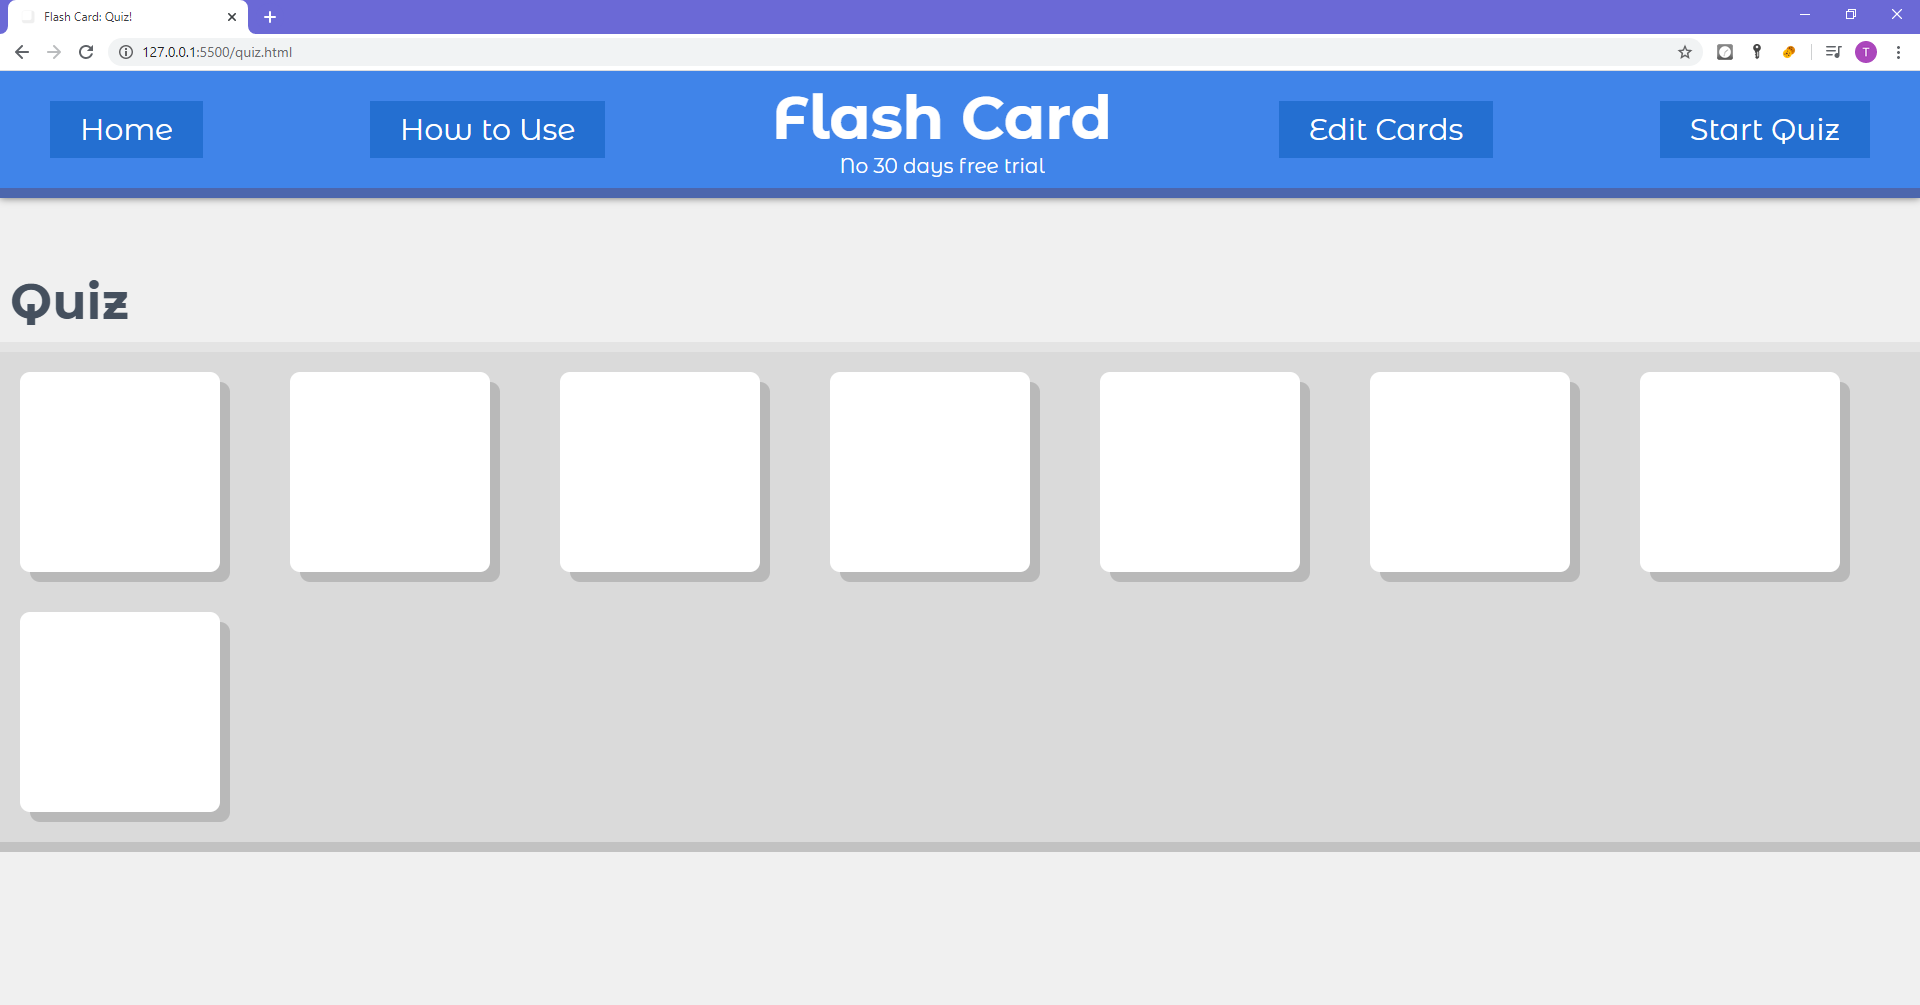 Flash Card: Quiz!
127.0.0.1:5500/quiz.html
T
Home
How to Use
Flash Card
No 30 days free trial
Edit Cards
Start Quiz
Quiz